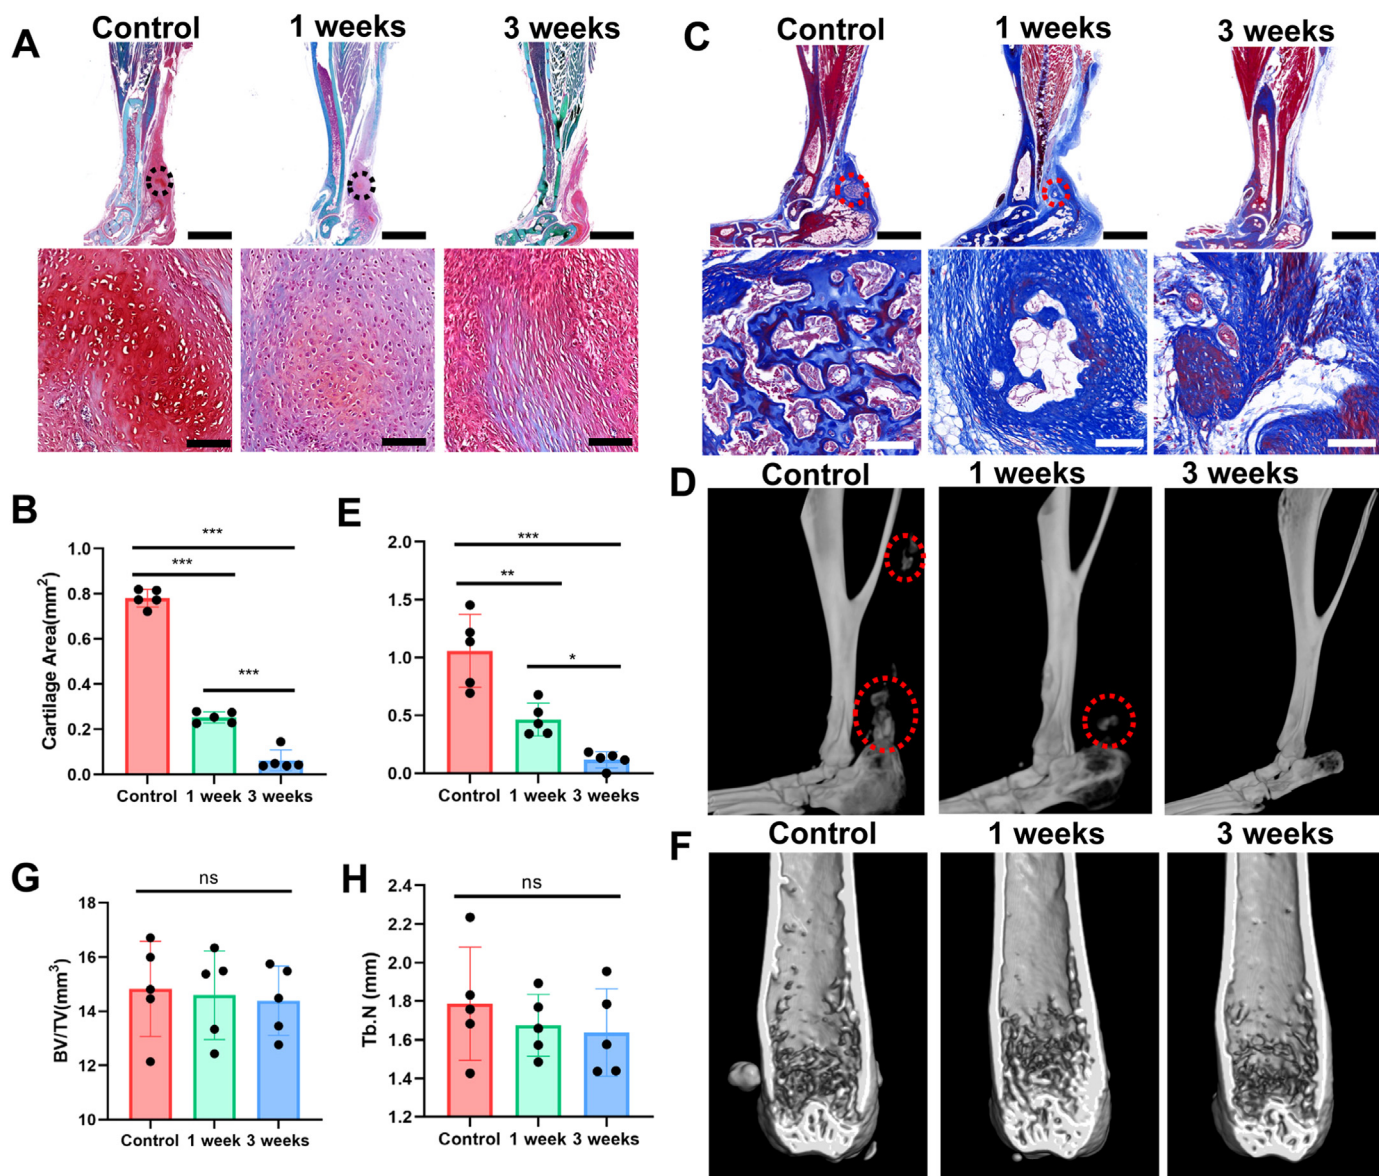 A
Control
1 weeks
3 weeks
C
Control
1 weeks
3 weeks
B
***
***
***
Cartilage Area(mm²)
1.0
0.8
0.6
0.4
0.2
0.0
Control
1 week
3 weeks
E
***
**
*
2.0
1.5
1.0
0.5
0.0
Control
1 week
3 weeks
D
Control
1 weeks
3 weeks
G
ns
BV/TV(mm³)
18
16
14
12
10
Control
1 week
3 weeks
H
ns
Tb.N (mm)
2.4
2.2
2.0
1.8
1.6
1.4
1.2
Control
1 week
3 weeks
F
Control
1 weeks
3 weeks